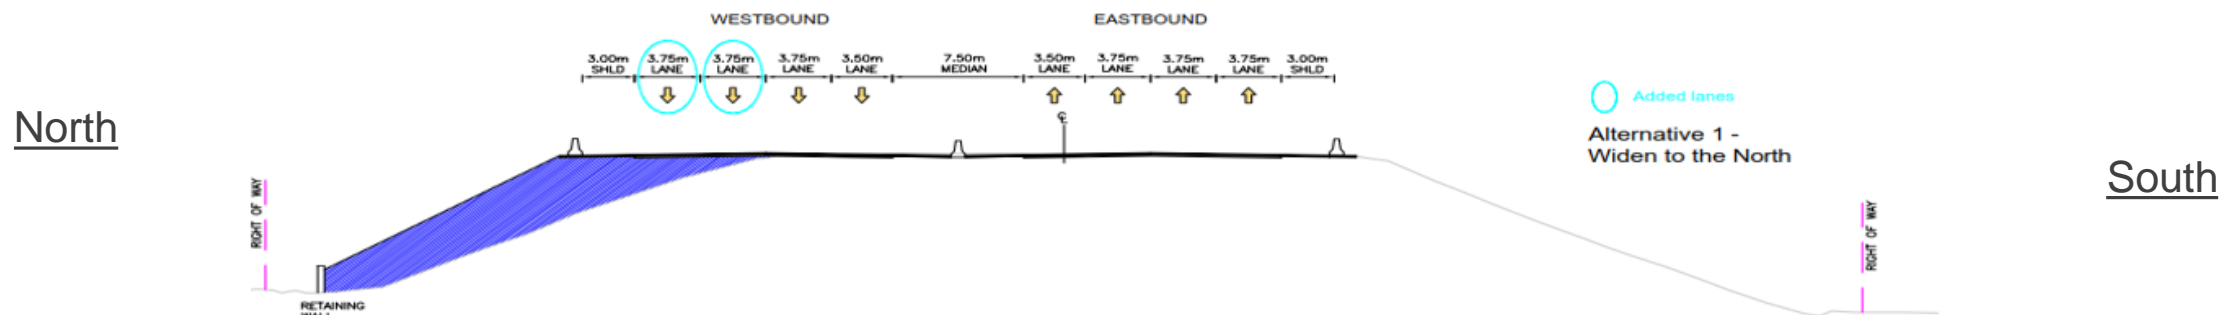 WESTBOUND
EASTBOUND
3.00m 3.75m 3.75m 3.75m 3.50m 7.50m 3.50m 3.75m 3.75m 3.75m 3.00m
SHLD LANE LANE LANE LANE MEDIAN LANE LANE LANE LANE SHLD
North
℄
Added lanes
Alternative 1 -
Widen to the North
South
RIGHT OF WAY
RIGHT OF WAY
RETAINING
WALL